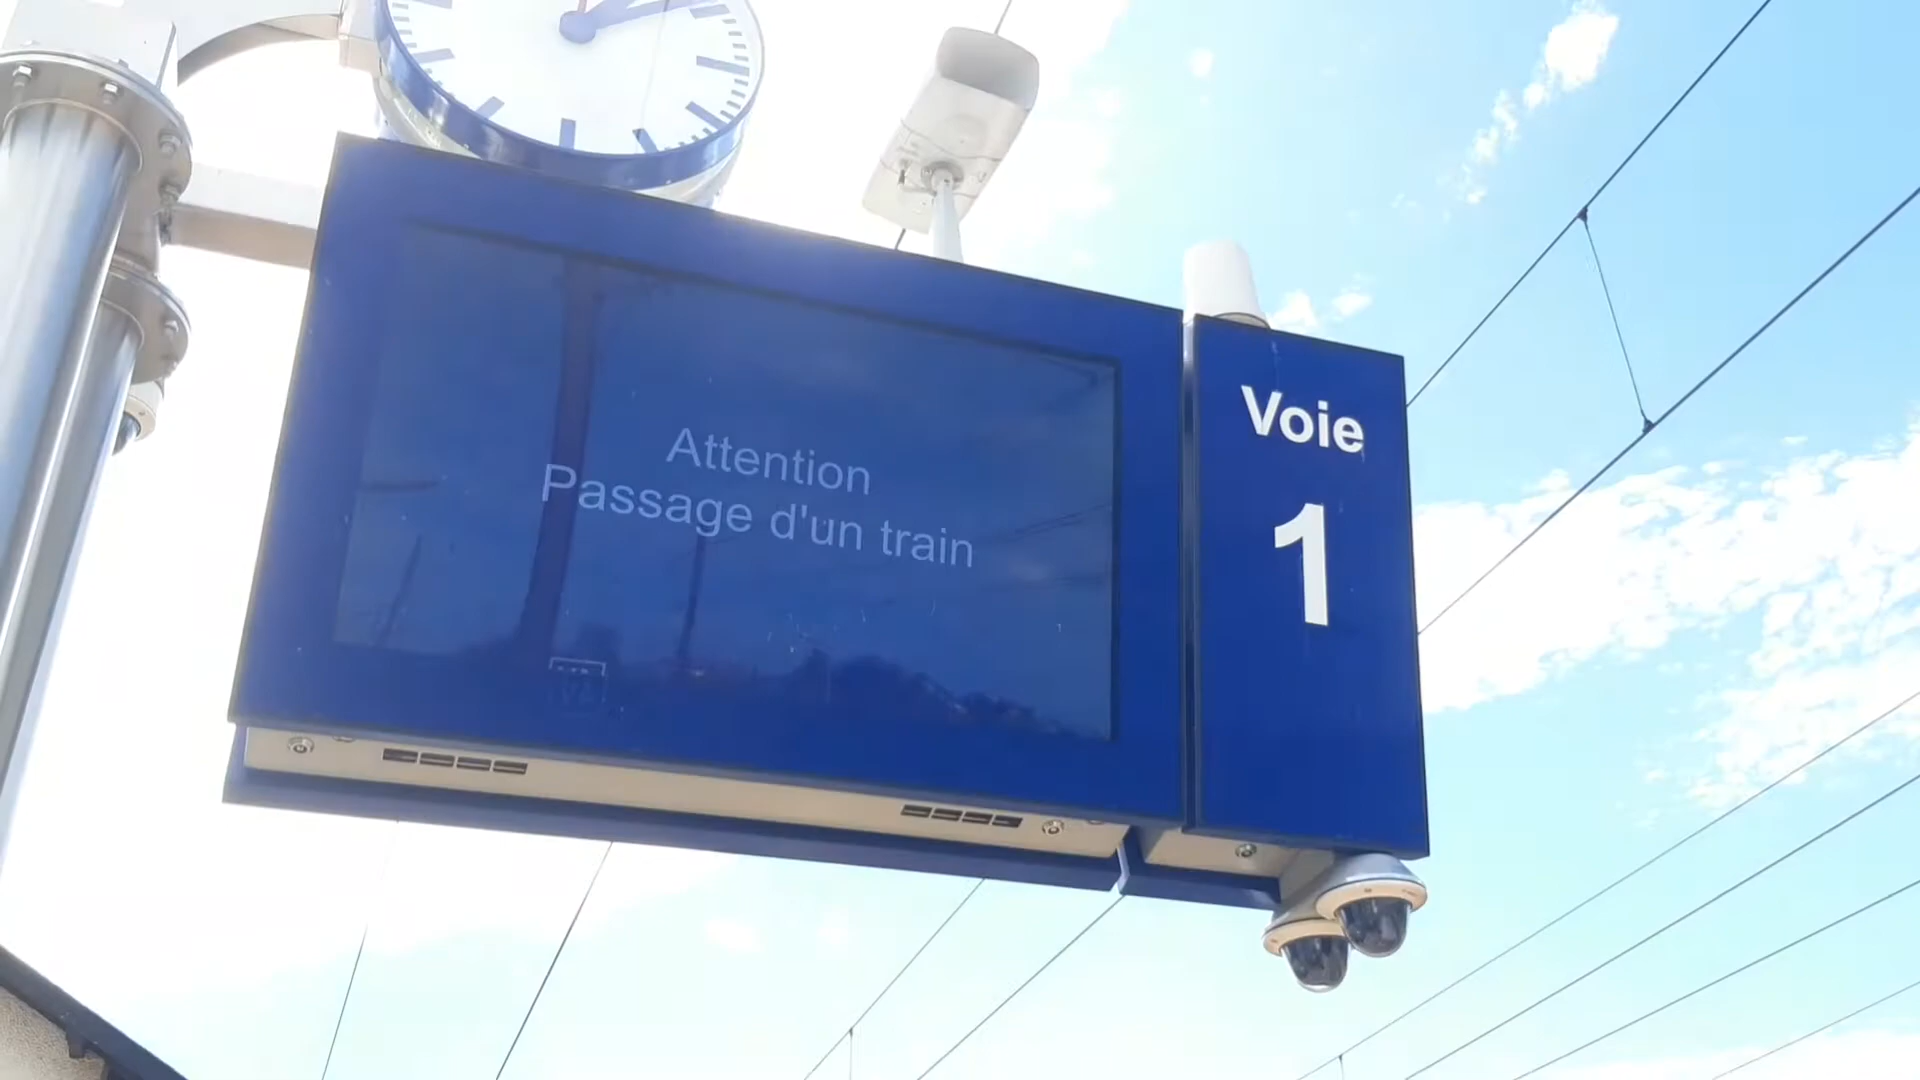 Attention
Passage d'un train
Voie
1